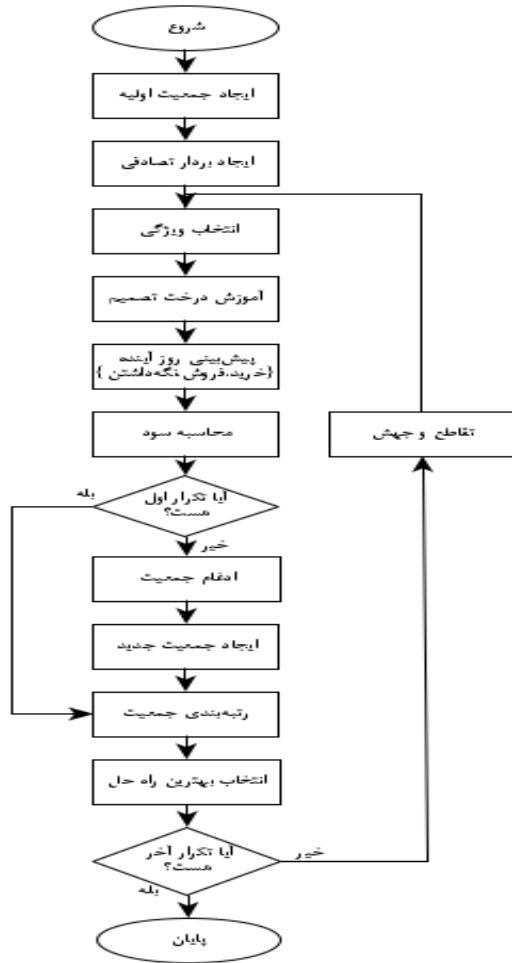 شروع
ایجاد جمعیت اولیه
ایجاد بردار تصادفی
انتخاب ویژگی
آموزش درخت تصمیم
پیش‌بینی روز آینده
{خرید،فروش،نگه‌داشتن }
محاسبه سود
تقاطع و جهش
آیا تکرار اول
هست؟
بله
خیر
ادغام جمعیت
ایجاد جمعیت جدید
رتبه‌بندی جمعیت
انتخاب بهترین راه حل
آیا تکرار آخر
هست؟
خیر
بله
پایان